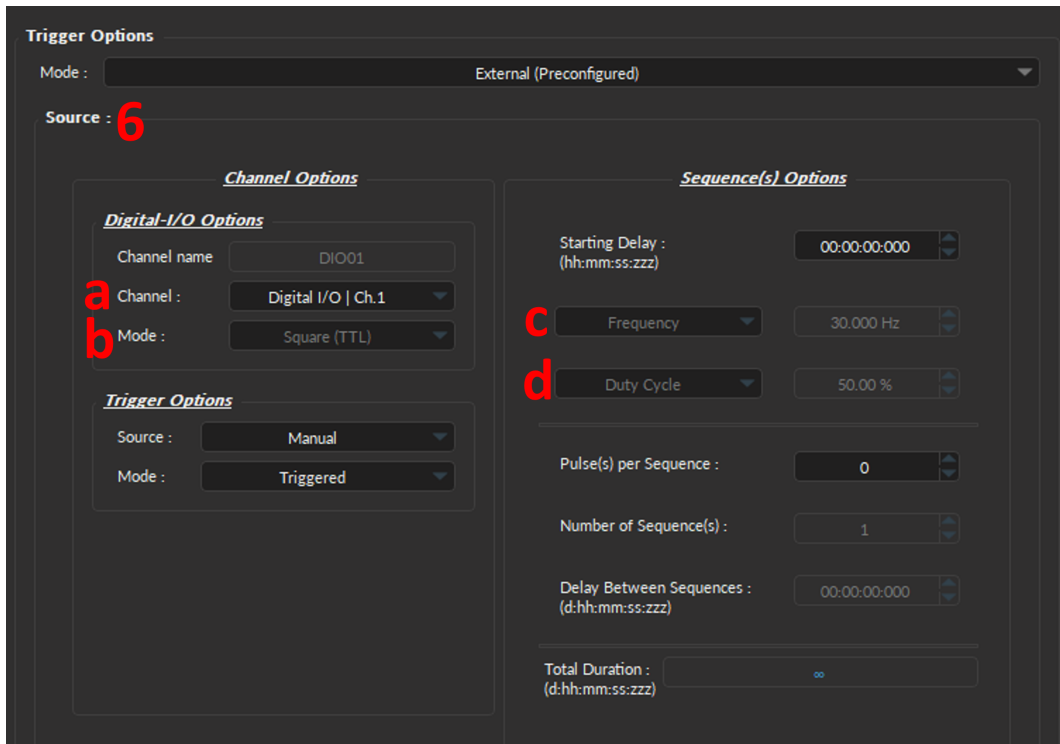 Trigger Options
Mode : External (Preconfigured)
Source : 6
Channel Options
Digital-I/O Options
Channel name DIO01
a Channel : Digital I/O | Ch.1
b Mode : Square (TTL)
Trigger Options
Source : Manual
Mode : Triggered
Sequence(s) Options
Starting Delay : 00:00:00:000
(hh:mm:ss:zzz)
c Frequency 30.000 Hz
d Duty Cycle 50.00 %
Pulse(s) per Sequence : 0
Number of Sequence(s) : 1
Delay Between Sequences : 00:00:00:000
(d:hh:mm:ss:zzz)
Total Duration : ∞
(d:hh:mm:ss:zzz)